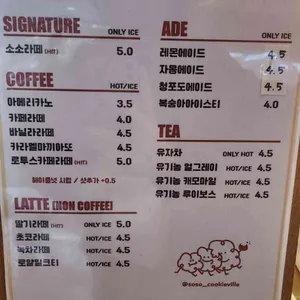 SIGNATURE ONLY ICE
소소라떼 (HIT) 5.0
COFFEE HOT/ICE
아메리카노 3.5
카페라떼 4.0
바닐라라떼 4.5
카라멜마끼아또 4.5
로투스카페라떼 (HIT) 5.0
헤이즐넛 시럽 / 샷추가 +0.5
LATTE (NON COFFEE)
딸기라떼 (HIT) ONLY ICE 5.0
초코라떼 HOT/ICE 4.5
녹차라떼 HOT/ICE 4.5
로얄밀크티 HOT/ICE 4.5
ADE ONLY ICE
레몬에이드 4.5
자몽에이드 4.5
청포도에이드 4.5
복숭아아이스티 4.0
TEA
유자차 ONLY HOT 4.5
유기농 얼그레이 HOT/ICE 4.5
유기농 캐모마일 HOT/ICE 4.5
유기농 루이보스 HOT/ICE 4.5
@soso_cookieville